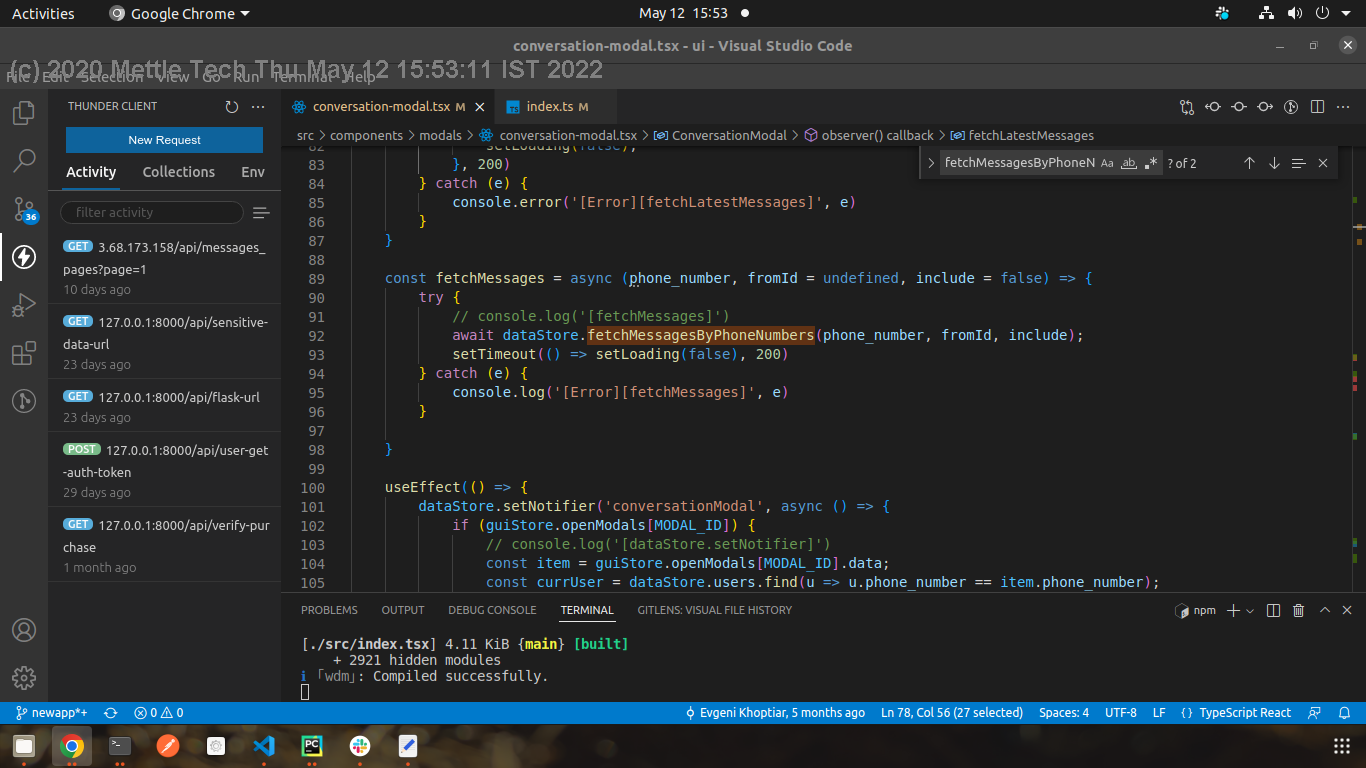 Activities
Google Chrome
May 12 15:53
conversation-modal.tsx - ui - Visual Studio Code
(c) 2020 Mettle Tech Thu May 12 15:53:11 IST 2022
File Edit Selection View Go Run Terminal Help
THUNDER CLIENT
New Request
Activity Collections Env
filter activity
GET 3.68.173.158/api/messages_
pages?page=1
10 days ago
GET 127.0.0.1:8000/api/sensitive-
data-url
23 days ago
GET 127.0.0.1:8000/api/flask-url
23 days ago
POST 127.0.0.1:8000/api/user-get
-auth-token
29 days ago
GET 127.0.0.1:8000/api/verify-pur
chase
1 month ago
36
conversation-modal.tsx M
TS index.ts M
src > components > modals > conversation-modal.tsx > ConversationModal > observer() callback > fetchLatestMessages
fetchMessagesByPhoneN Aa ab .* ? of 2
82 setLoading(false);
83 }, 200)
84 } catch (e) {
85 console.error('[Error][fetchLatestMessages]', e)
86 }
87 }
88
89 const fetchMessages = async (phone_number, fromId = undefined, include = false) => {
90 try {
91 // console.log('[fetchMessages]')
92 await dataStore.fetchMessagesByPhoneNumbers(phone_number, fromId, include);
93 setTimeout(() => setLoading(false), 200)
94 } catch (e) {
95 console.log('[Error][fetchMessages]', e)
96 }
97
98 }
99
100 useEffect(() => {
101 dataStore.setNotifier('conversationModal', async () => {
102 if (guiStore.openModals[MODAL_ID]) {
103 // console.log('[dataStore.setNotifier]')
104 const item = guiStore.openModals[MODAL_ID].data;
105 const currUser = dataStore.users.find(u => u.phone_number == item.phone_number);
PROBLEMS OUTPUT DEBUG CONSOLE TERMINAL GITLENS: VISUAL FILE HISTORY
npm
[./src/index.tsx] 4.11 KiB {main} [built]
+ 2921 hidden modules
ℹ ｢wdm｣: Compiled successfully.
newapp*+ 0 0
Evgeni Khoptiar, 5 months ago Ln 78, Col 56 (27 selected) Spaces: 4 UTF-8 LF {} TypeScript React
PC